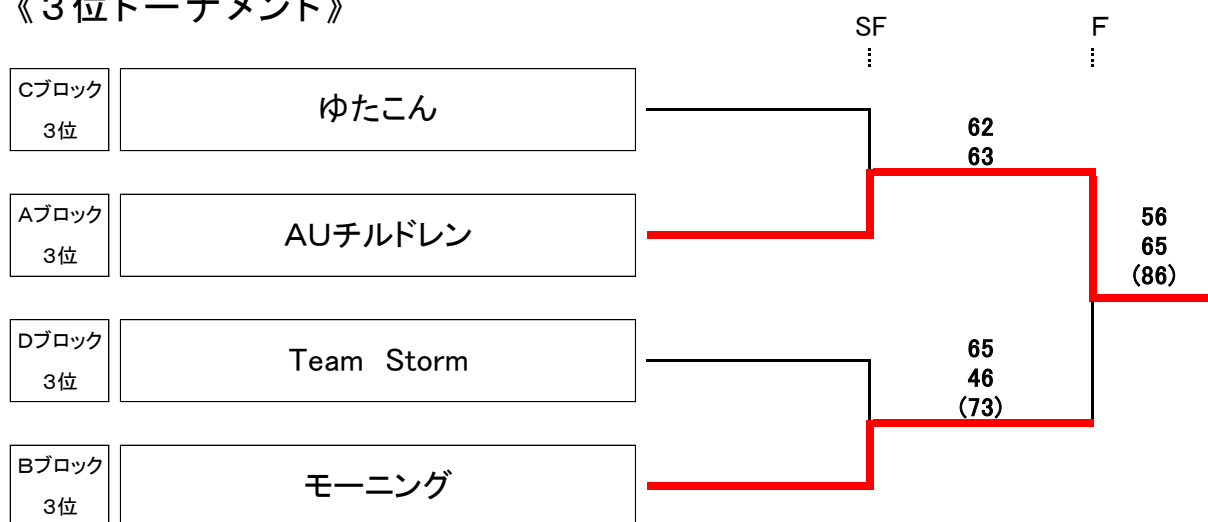 《３位トーナメント》
SF
F
Cブロック
3位
ゆたこん
62
63
Aブロック
3位
AUチルドレン
56
65
(86)
Dブロック
3位
Team　Storm
65
46
(73)
Bブロック
3位
モーニング